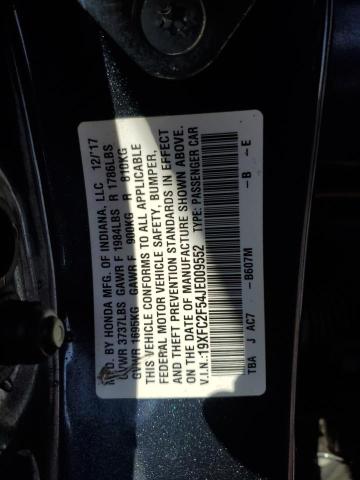 MFD. BY HONDA MFG. OF INDIANA, LLC 12/'17
GVWR 3737LBS GAWR F 1984LBS R 1786LBS
GVWR 1695KG GAWR F 900KG R 810KG
THIS VEHICLE CONFORMS TO ALL APPLICABLE
FEDERAL MOTOR VEHICLE SAFETY, BUMPER,
AND THEFT PREVENTION STANDARDS IN EFFECT
ON THE DATE OF MANUFACTURE SHOWN ABOVE.
V.I.N.:19XFC2F54JE009552 TYPE: PASSENGER CAR
TBA J AC7 -B607M -B -E